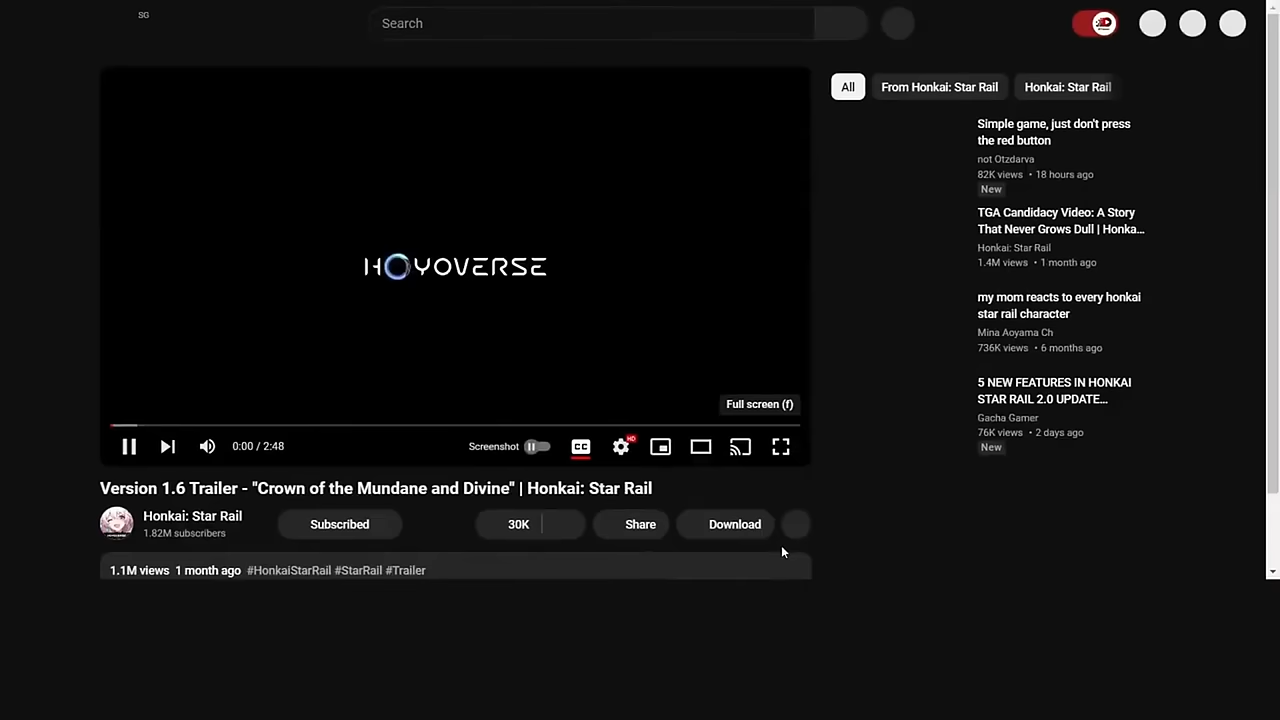 SG
Search
All
From Honkai: Star Rail
Honkai: Star Rail
Simple game, just don't press
the red button
not Otzdarva
82K views • 18 hours ago
New
TGA Candidacy Video: A Story
That Never Grows Dull | Honka...
Honkai: Star Rail
1.4M views • 1 month ago
my mom reacts to every honkai
star rail character
Mina Aoyama Ch
736K views • 6 months ago
5 NEW FEATURES IN HONKAI
STAR RAIL 2.0 UPDATE...
Gacha Gamer
76K views • 2 days ago
New
HOYOVERSE
Full screen (f)
0:00 / 2:48
Screenshot
CC
HD
Version 1.6 Trailer - "Crown of the Mundane and Divine" | Honkai: Star Rail
Honkai: Star Rail
1.82M subscribers
Subscribed
30K
Share
Download
1.1M views 1 month ago #HonkaiStarRail #StarRail #Trailer